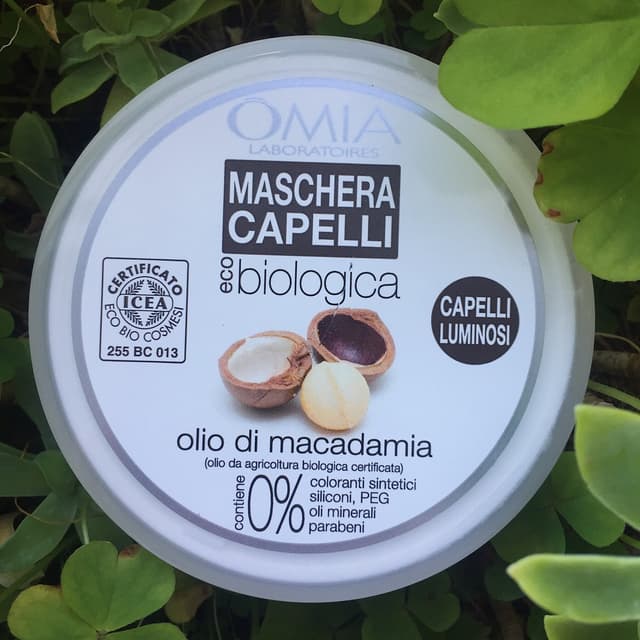 OMIA
LABORATOIRES
MASCHERA
CAPELLI
eco biologica
CERTIFICATO
ICEA
ECO BIO COSMESI
255 BC 013
CAPELLI
LUMINOSI
olio di macadamia
(olio da agricoltura biologica certificata)
contiene
0%
coloranti sintetici
siliconi, PEG
oli minerali
parabeni